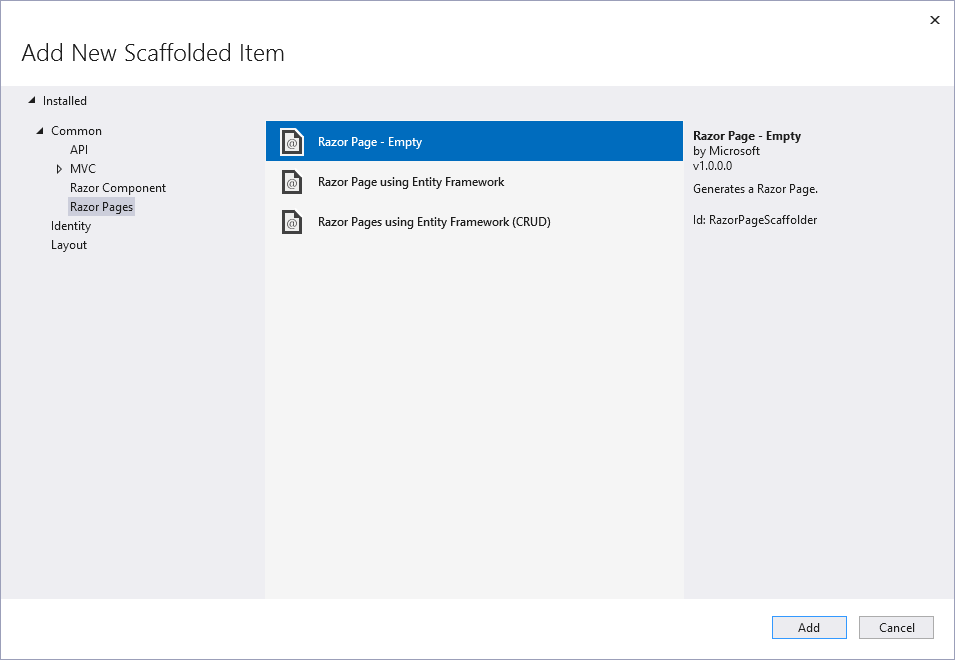 Add New Scaffolded Item
Installed
Common
API
MVC
Razor Component
Razor Pages
Identity
Layout
@ Razor Page - Empty
@ Razor Page using Entity Framework
@ Razor Pages using Entity Framework (CRUD)
Razor Page - Empty
by Microsoft
v1.0.0.0
Generates a Razor Page.
Id: RazorPageScaffolder
Add
Cancel